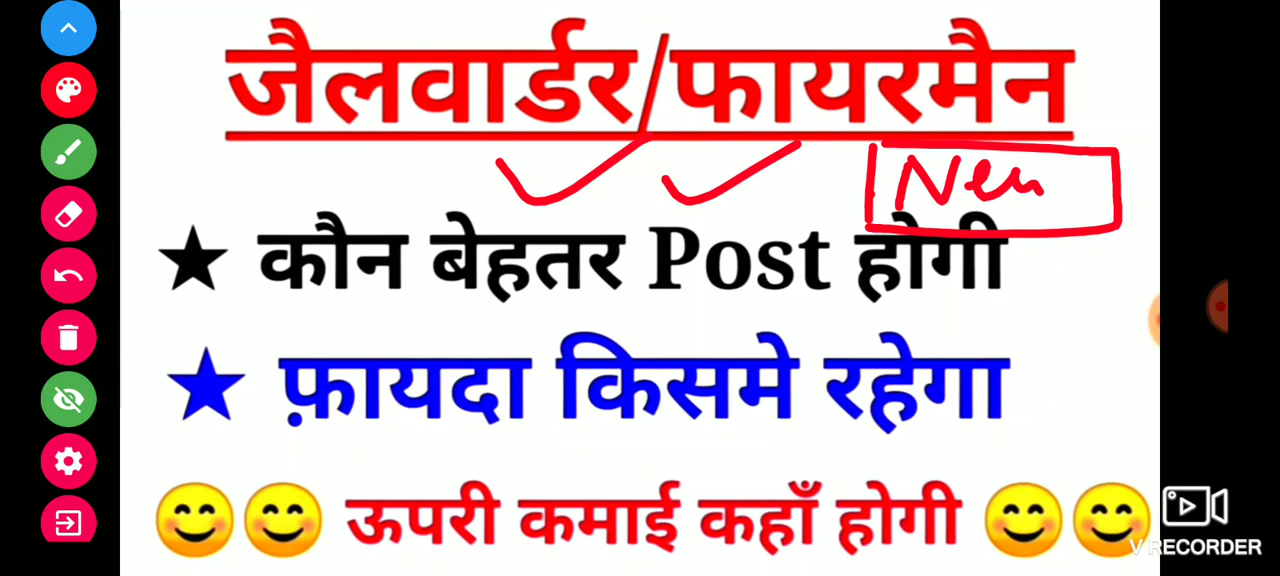 जैलवार्डर/फायरमैन
New
★ कौन बेहतर Post होगी
★ फ़ायदा किसमे रहेगा
😊😊 ऊपरी कमाई कहाँ होगी 😊😊
V RECORDER